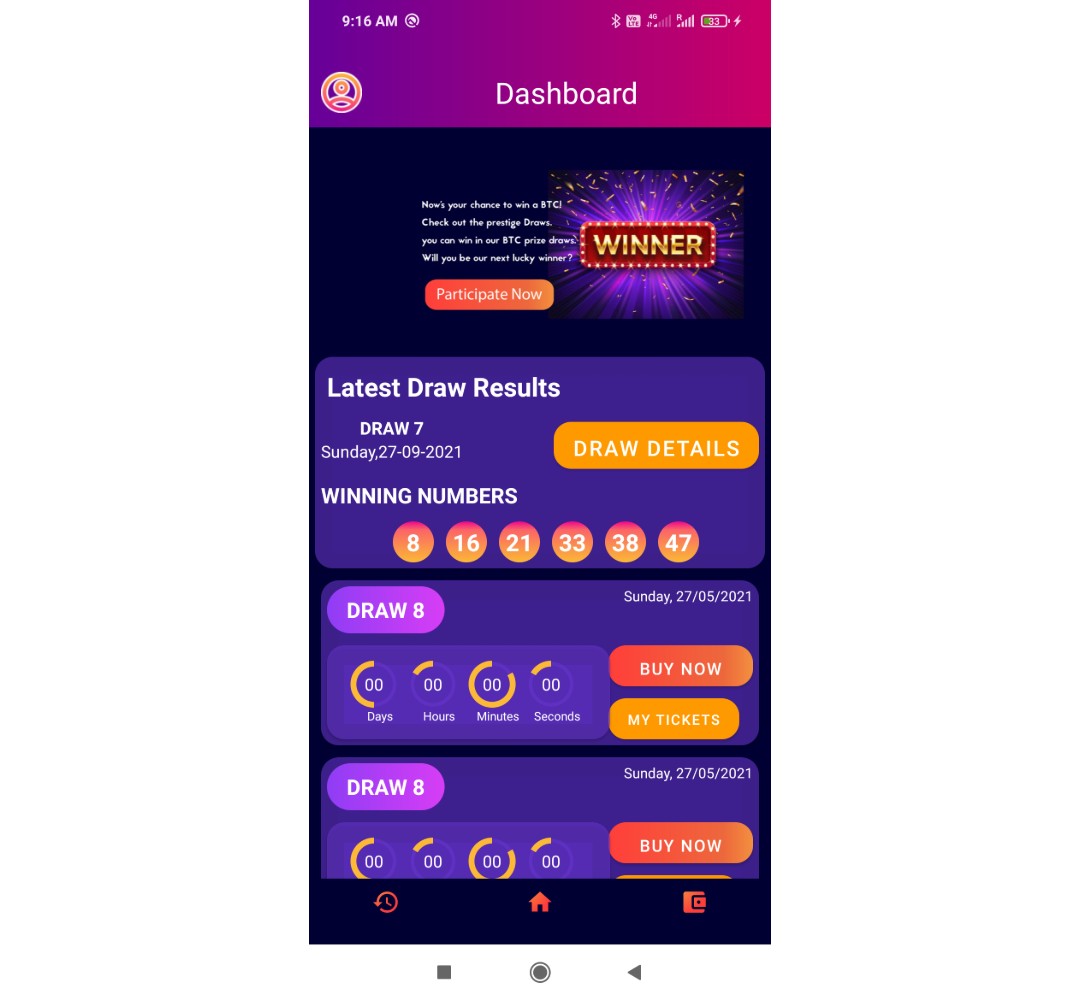 9:16 AM
4G R 33
Dashboard
Now's your chance to win a BTC!
Check out the prestige Draws.
you can win in our BTC prize draws.
Will you be our next lucky winner?
WINNER
Participate Now
Latest Draw Results
DRAW 7
Sunday,27-09-2021
DRAW DETAILS
WINNING NUMBERS
8 16 21 33 38 47
DRAW 8
Sunday, 27/05/2021
00 00 00 00
Days Hours Minutes Seconds
BUY NOW
MY TICKETS
DRAW 8
Sunday, 27/05/2021
00 00 00 00
BUY NOW